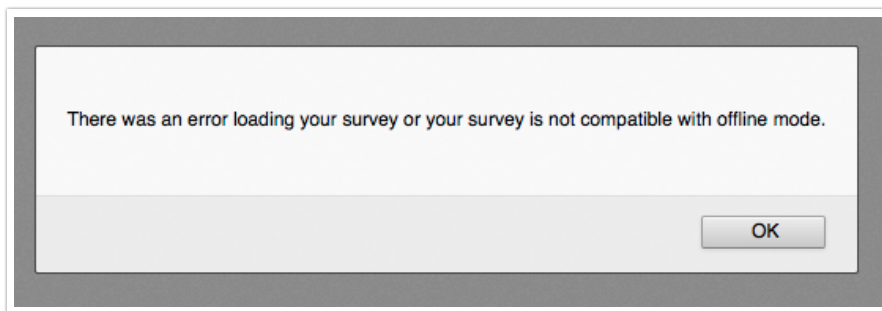 There was an error loading your survey or your survey is not compatible with offline mode.
OK